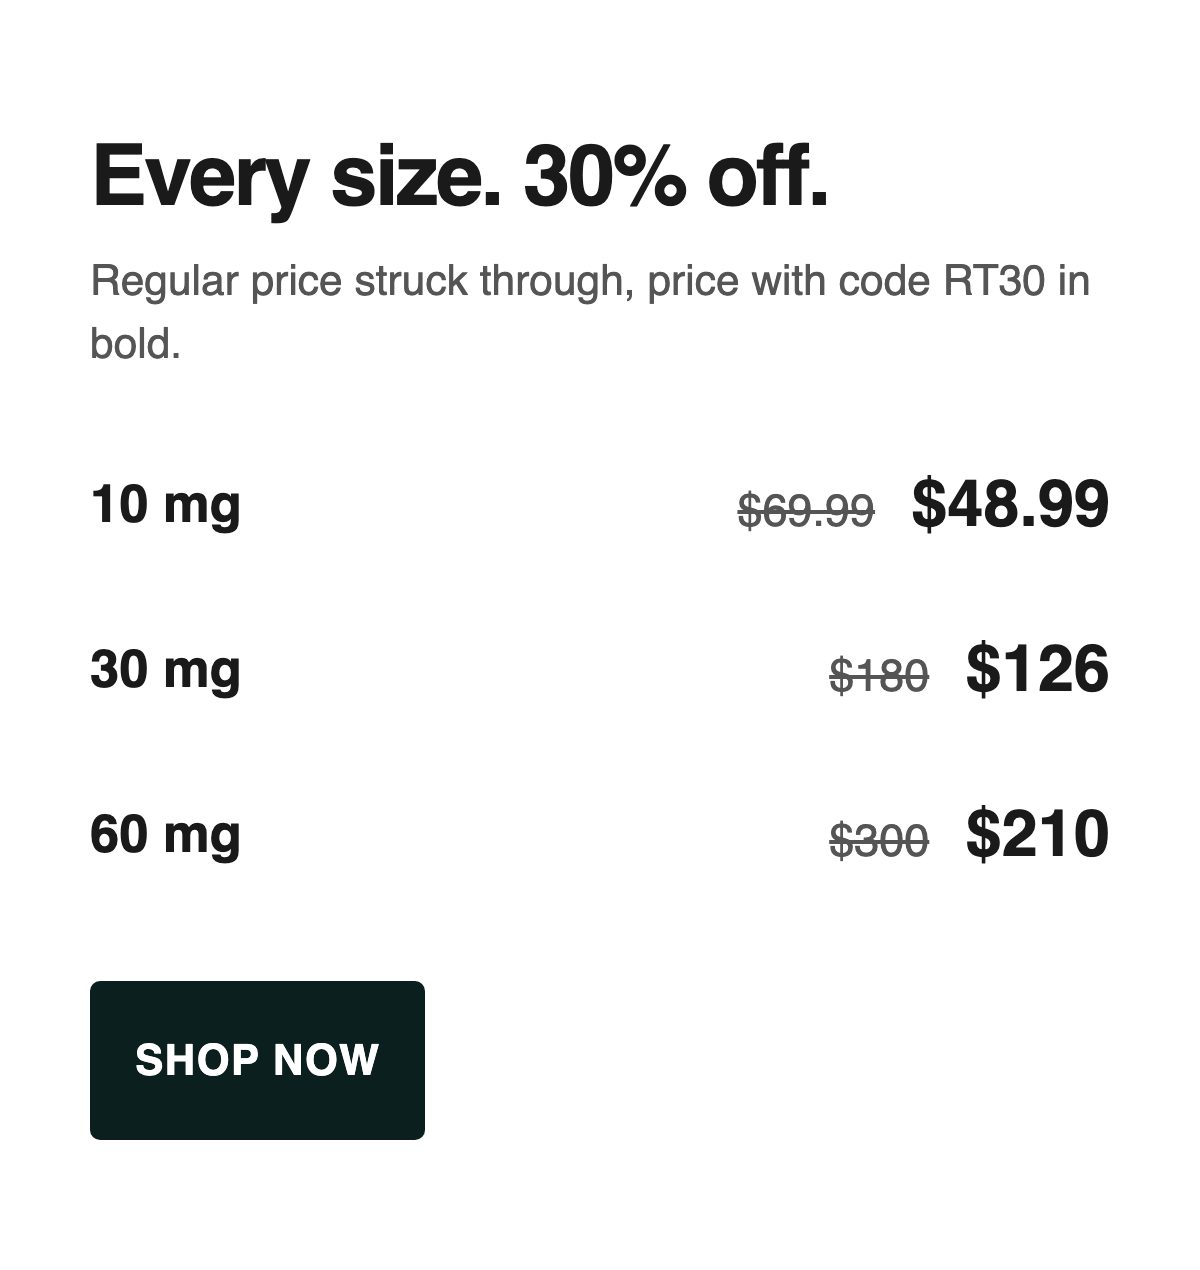 Every size. 30% off.
Regular price struck through, price with code RT30 in
bold.
10 mg $69.99 $48.99
30 mg $180 $126
60 mg $300 $210
SHOP NOW